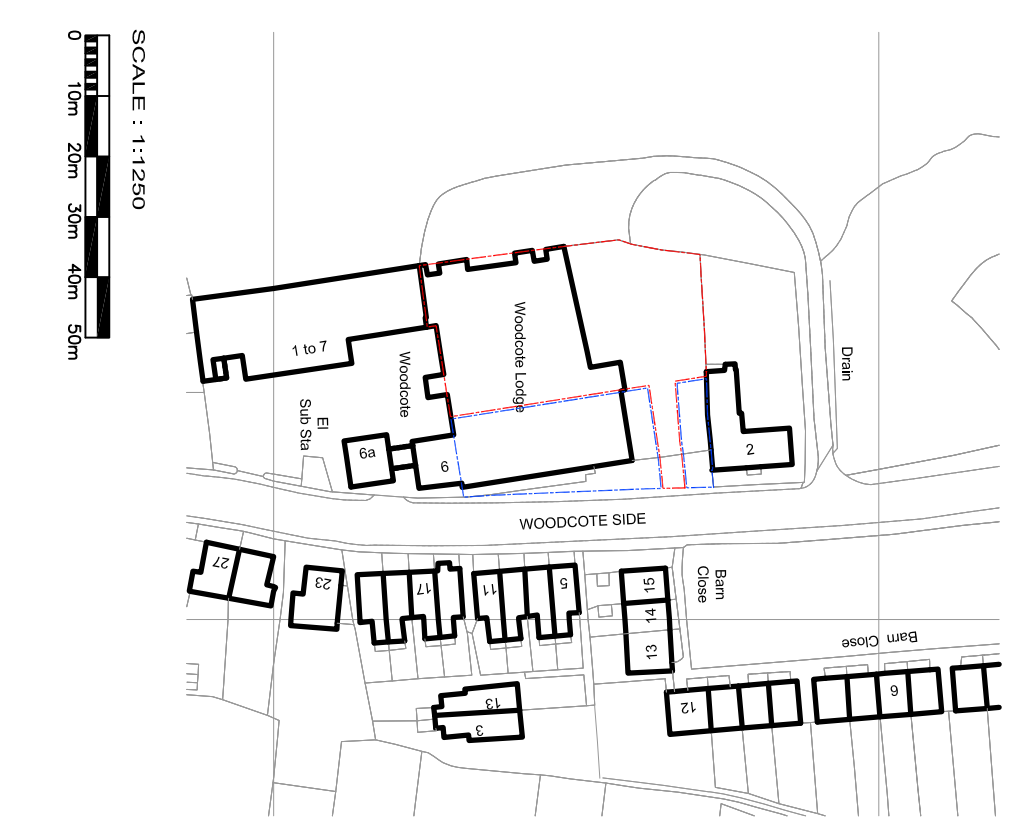 SCALE : 1:1250
0
10m
20m
30m
40m
50m
Drain
Woodcote Lodge
1 to 7
Woodcote
El
Sub Sta
6a
6
2
WOODCOTE SIDE
27
23
17
11
5
15
14
13
Barn
Close
Barn Close
13
3
12
6